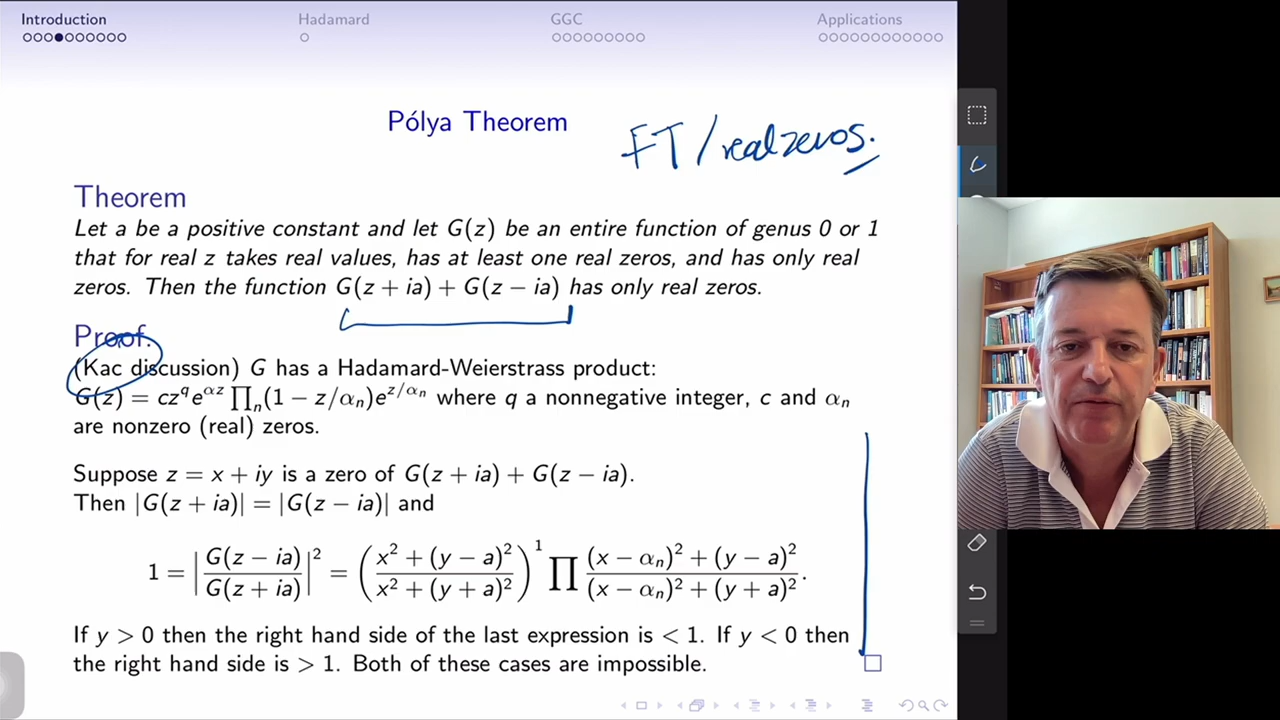 Introduction Hadamard GGC Applications
Pólya Theorem
FT / real zeros.
Theorem
Let a be a positive constant and let G(z) be an entire function of genus 0 or 1
that for real z takes real values, has at least one real zeros, and has only real
zeros. Then the function G(z + ia) + G(z − ia) has only real zeros.
Proof.
(Kac discussion) G has a Hadamard-Weierstrass product:
G(z) = cz^q e^{αz} ∏_n (1 − z/α_n)e^{z/α_n} where q a nonnegative integer, c and α_n
are nonzero (real) zeros.
Suppose z = x + iy is a zero of G(z + ia) + G(z − ia).
Then |G(z + ia)| = |G(z − ia)| and
1 = |G(z − ia)/G(z + ia)|² = ((x² + (y − a)²)/(x² + (y + a)²))¹ ∏ ((x − α_n)² + (y − a)²)/((x − α_n)² + (y + a)²).
If y > 0 then the right hand side of the last expression is < 1. If y < 0 then
the right hand side is > 1. Both of these cases are impossible.